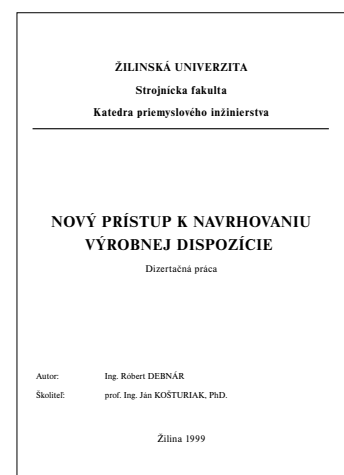 ŽILINSKÁ UNIVERZITA
Strojnícka fakulta
Katedra priemyslového inžinierstva
NOVÝ PRÍSTUP K NAVRHOVANIU
VÝROBNEJ DISPOZÍCIE
Dizertačná práca
Autor: Ing. Róbert DEBNÁR
Školiteľ: prof. Ing. Ján KOŠTURIAK, PhD.
Žilina 1999